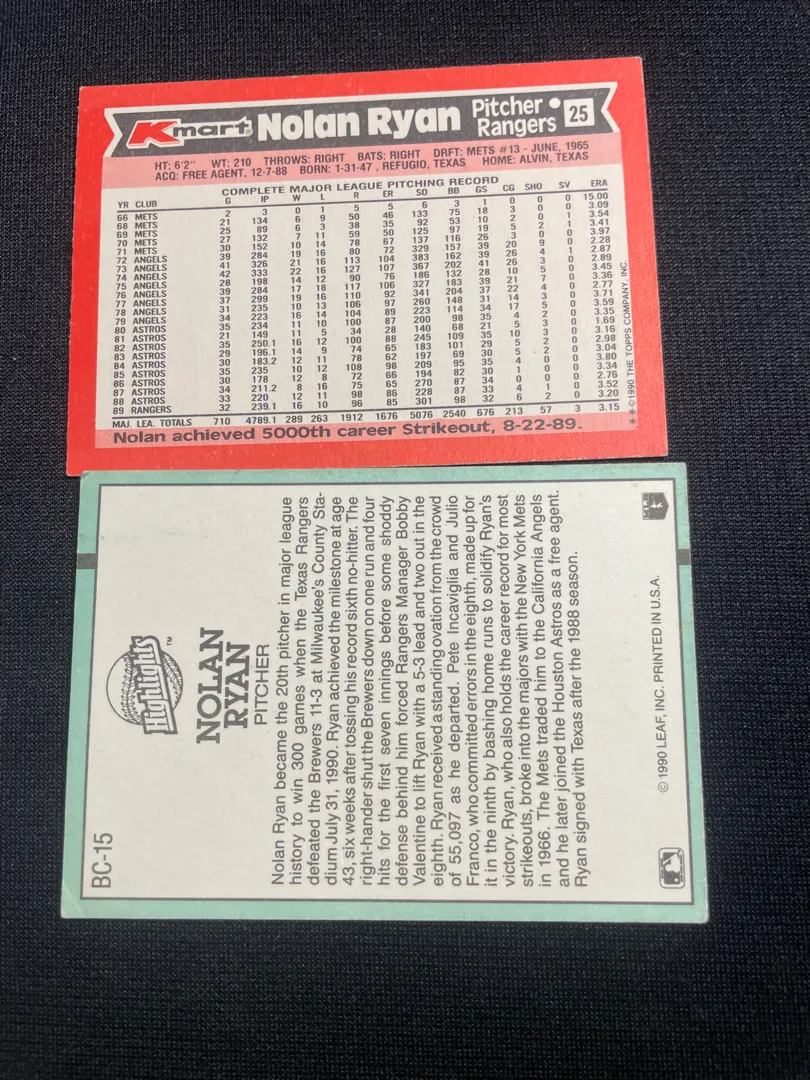 Kmart® Nolan Ryan Pitcher • Rangers 25
HT: 6'2" WT: 210 THROWS: RIGHT BATS: RIGHT DRFT: METS #13 - JUNE, 1965
ACQ: FREE AGENT, 12-7-88 BORN: 1-31-47, REFUGIO, TEXAS HOME: ALVIN, TEXAS
COMPLETE MAJOR LEAGUE PITCHING RECORD
YR CLUB G IP W L R ER SO BB GS CG SHO SV ERA
66 METS 2 3 0 1 5 5 6 3 1 0 0 0 15.00
68 METS 21 134 6 9 50 46 133 75 18 3 0 0 3.09
69 METS 25 89 6 3 38 35 92 53 10 2 0 1 3.54
70 METS 27 132 7 11 59 50 125 97 19 5 2 1 3.41
71 METS 30 152 10 14 78 67 137 116 26 3 0 0 3.97
72 ANGELS 39 284 19 16 80 72 329 157 39 20 9 0 2.28
73 ANGELS 41 326 21 16 113 104 383 162 39 26 4 1 2.87
74 ANGELS 42 333 22 16 127 107 367 202 41 26 3 0 2.89
75 ANGELS 28 198 14 12 90 76 186 132 28 10 5 0 3.45
76 ANGELS 39 284 17 18 117 106 327 183 39 21 7 0 3.36
77 ANGELS 37 299 19 16 110 92 341 204 37 22 4 0 2.77
78 ANGELS 31 235 10 13 106 97 260 148 31 14 3 0 3.71
79 ANGELS 34 223 16 14 104 89 223 114 34 17 5 0 3.59
80 ASTROS 35 234 11 10 100 87 200 98 35 4 2 0 3.35
81 ASTROS 21 149 11 5 34 28 140 68 21 5 3 0 1.69
82 ASTROS 35 250.1 16 12 100 88 245 109 35 10 3 0 3.16
83 ASTROS 29 196.1 14 9 74 65 183 101 29 5 2 0 2.98
84 ASTROS 30 183.2 12 11 78 62 197 69 30 5 2 0 3.04
85 ASTROS 35 235 10 12 108 98 209 95 35 4 0 0 3.80
86 ASTROS 30 178 12 8 72 66 194 82 30 1 0 0 3.34
87 ASTROS 34 211.2 8 16 75 65 270 87 34 0 0 0 2.76
88 ASTROS 33 220 12 11 98 86 228 87 33 4 1 0 3.52
89 RANGERS 32 239.1 16 10 96 85 301 98 32 6 2 0 3.20
MAJ. LEA. TOTALS 710 4789.1 289 263 1912 1676 5076 2540 676 213 57 3 3.15
Nolan achieved 5000th career Strikeout, 8-22-89.
**©1990 THE TOPPS COMPANY, INC.
BC-15
Highlights™
NOLAN
RYAN
PITCHER
Nolan Ryan became the 20th pitcher in major league
history to win 300 games when the Texas Rangers
defeated the Brewers 11-3 at Milwaukee's County Sta-
dium July 31, 1990. Ryan achieved the milestone at age
43, six weeks after tossing his record sixth no-hitter. The
right-hander shut the Brewers down on one run and four
hits for the first seven innings before some shoddy
defense behind him forced Rangers Manager Bobby
Valentine to lift Ryan with a 5-3 lead and two out in the
eighth. Ryan received a standing ovation from the crowd
of 55,097 as he departed. Pete Incaviglia and Julio
Franco, who committed errors in the eighth, made up for
it in the ninth by bashing home runs to solidify Ryan's
victory. Ryan, who also holds the career record for most
strikeouts, broke into the majors with the New York Mets
in 1966. The Mets traded him to the California Angels
and he later joined the Houston Astros as a free agent.
Ryan signed with Texas after the 1988 season.
© 1990 LEAF, INC. PRINTED IN U.S.A.